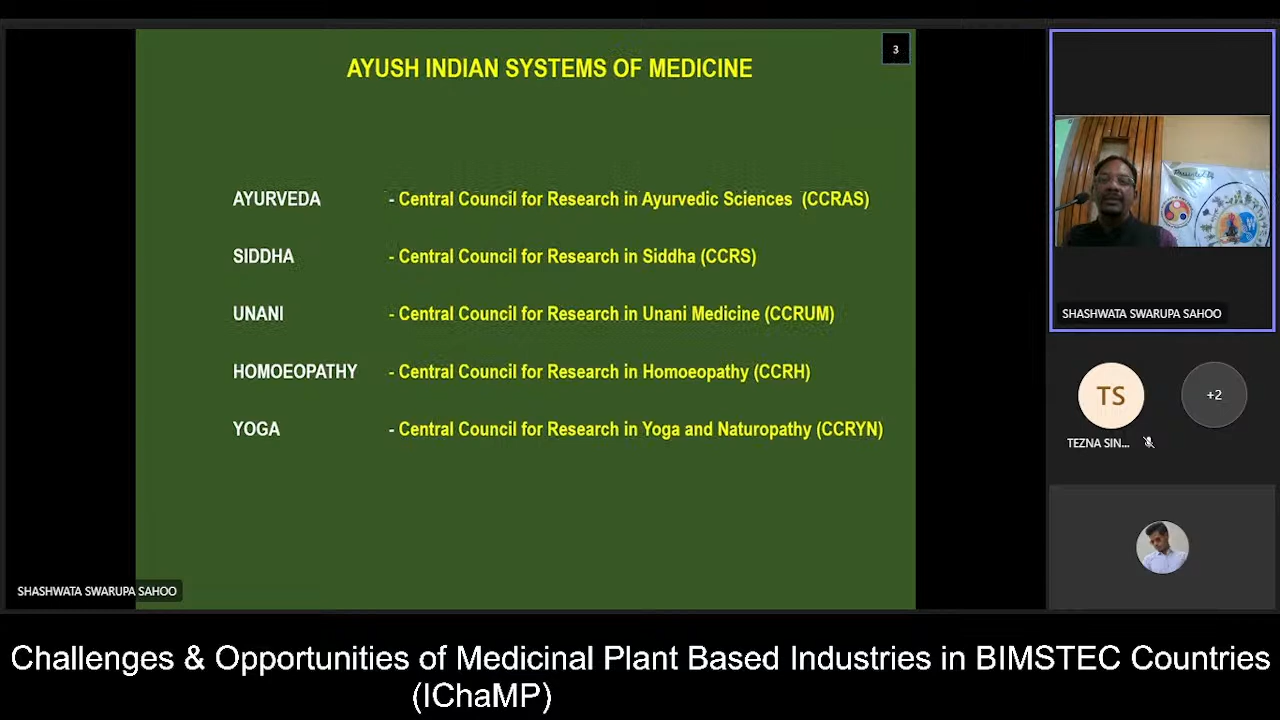 3
AYUSH INDIAN SYSTEMS OF MEDICINE
AYURVEDA - Central Council for Research in Ayurvedic Sciences (CCRAS)
SIDDHA - Central Council for Research in Siddha (CCRS)
UNANI - Central Council for Research in Unani Medicine (CCRUM)
HOMOEOPATHY - Central Council for Research in Homoeopathy (CCRH)
YOGA - Central Council for Research in Yoga and Naturopathy (CCRYN)
SHASHWATA SWARUPA SAHOO
Presented By
SHASHWATA SWARUPA SAHOO
TS
+2
TEZNA SIN...
Challenges & Opportunities of Medicinal Plant Based Industries in BIMSTEC Countries
(IChaMP)